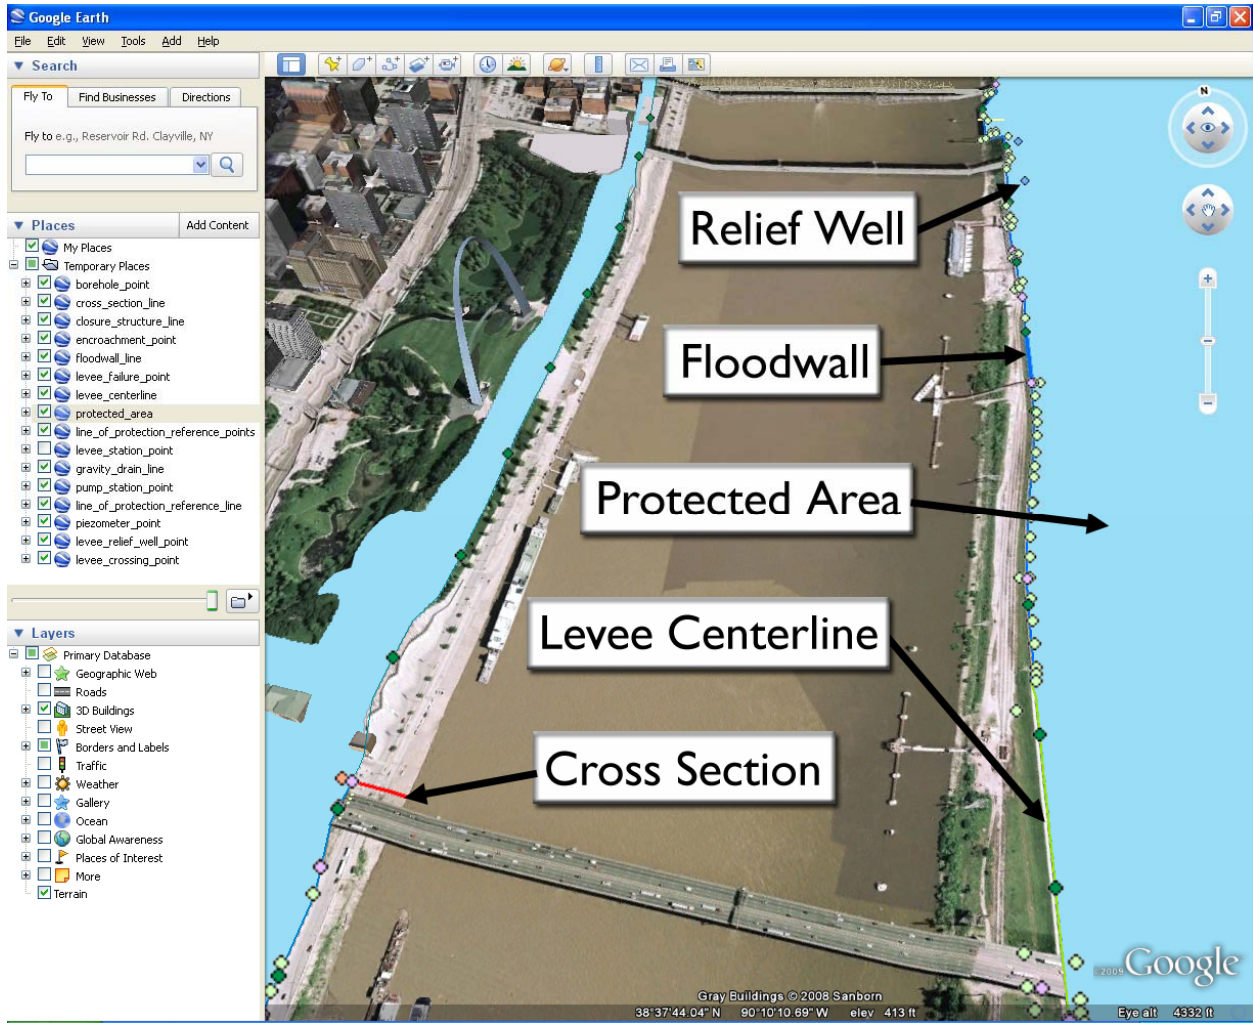 Google Earth
File Edit View Tools Add Help
Search
Fly To Find Businesses Directions
Fly to e.g., Reservoir Rd. Clayville, NY
Places Add Content
My Places
Temporary Places
borehole_point
cross_section_line
closure_structure_line
encroachment_point
floodwall_line
levee_failure_point
levee_centerline
protected_area
line_of_protection_reference_points
levee_station_point
gravity_drain_line
pump_station_point
line_of_protection_reference_line
piezometer_point
levee_relief_well_point
levee_crossing_point
Layers
Primary Database
Geographic Web
Roads
3D Buildings
Street View
Borders and Labels
Traffic
Weather
Gallery
Ocean
Global Awareness
Places of Interest
More
Terrain
N
Relief Well
Floodwall
Protected Area
Levee Centerline
Cross Section
©2009 Google
Gray Buildings © 2008 Sanborn
38°37'44.04" N 90°10'10.69" W elev 413 ft Eye alt 4332 ft